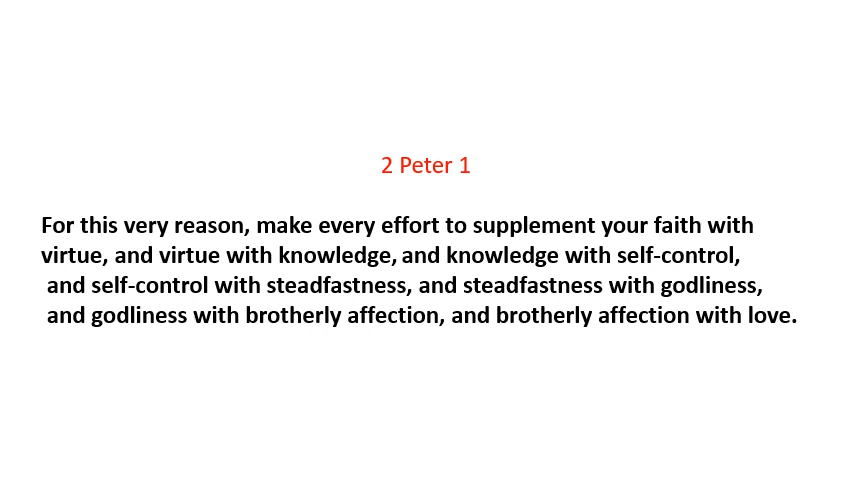 2 Peter 1
For this very reason, make every effort to supplement your faith with
virtue, and virtue with knowledge, and knowledge with self-control,
and self-control with steadfastness, and steadfastness with godliness,
and godliness with brotherly affection, and brotherly affection with love.